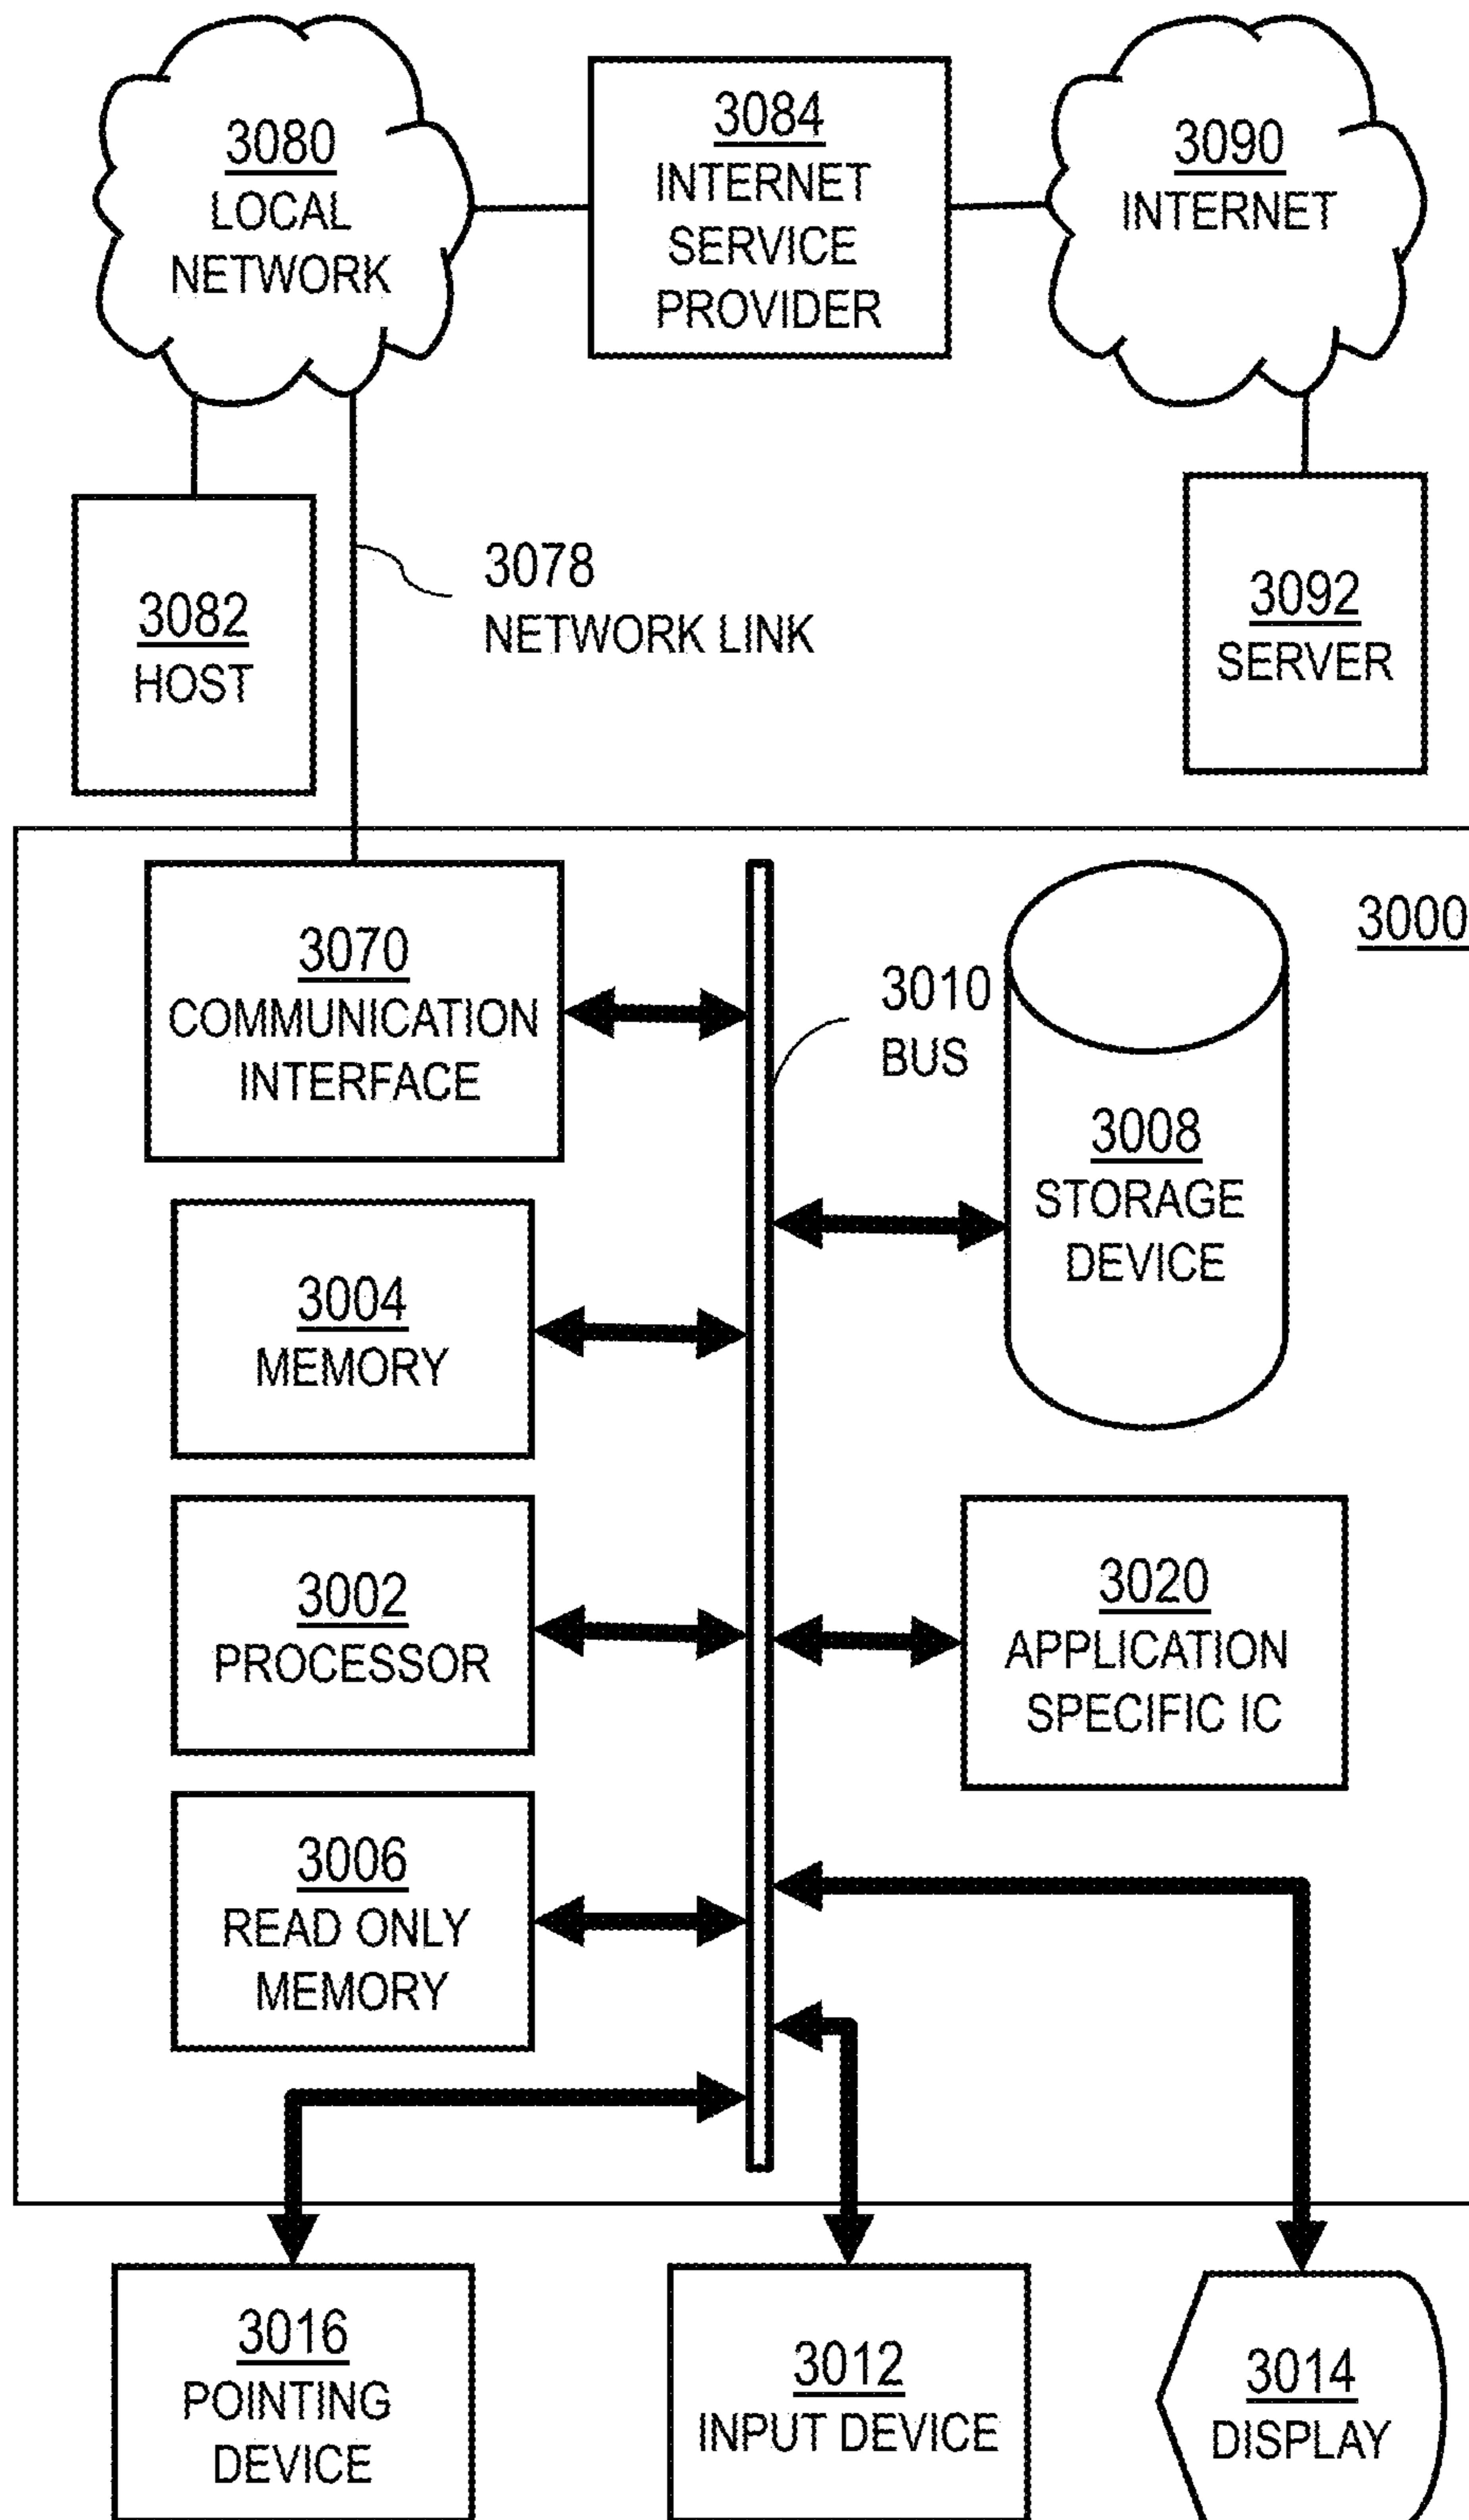 3080
LOCAL
NETWORK
3084
INTERNET
SERVICE
PROVIDER
3090
INTERNET
3082
HOST
3078
NETWORK LINK
3092
SERVER
3000
3070
COMMUNICATION
INTERFACE
3010
BUS
3008
STORAGE
DEVICE
3004
MEMORY
3002
PROCESSOR
3020
APPLICATION
SPECIFIC IC
3006
READ ONLY
MEMORY
3016
POINTING
DEVICE
3012
INPUT DEVICE
3014
DISPLAY